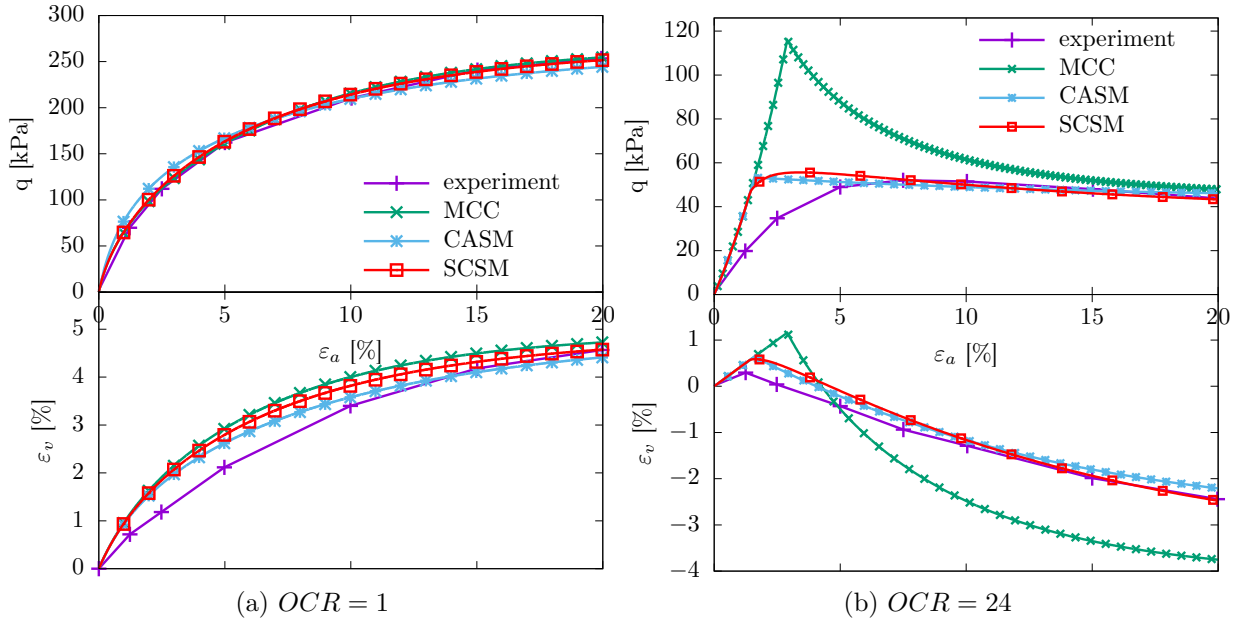 300
250
200
150
100
50
0
q [kPa]
experiment
MCC
CASM
SCSM
0 5 10 15 20
ε_a [%]
5
4
3
2
1
0
ε_v [%]
(a) OCR = 1
120
100
80
60
40
20
0
q [kPa]
experiment
MCC
CASM
SCSM
0 5 10 15 20
ε_a [%]
1
0
−1
−2
−3
−4
ε_v [%]
(b) OCR = 24